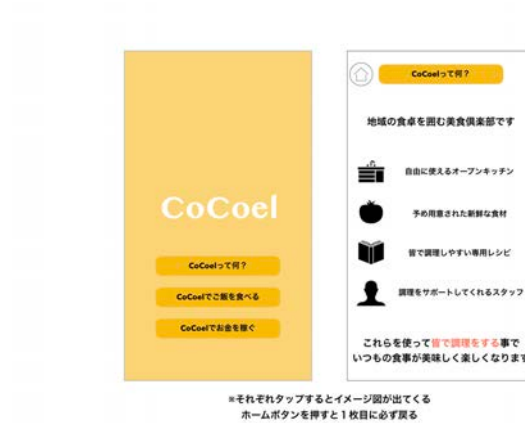 CoCoel
CoCoelって何？
CoCoelでご飯を食べる
CoCoelでお金を稼ぐ
CoCoelって何？
地域の食卓を囲む美食倶楽部です
自由に使えるオープンキッチン
予め用意された新鮮な食材
皆で調理しやすい専用レシピ
調理をサポートしてくれるスタッフ
これらを使って皆で調理をする事で
いつもの食事が美味しく楽しくなります
※それぞれタップするとイメージ図が出てくる
ホームボタンを押すと１枚目に必ず戻る